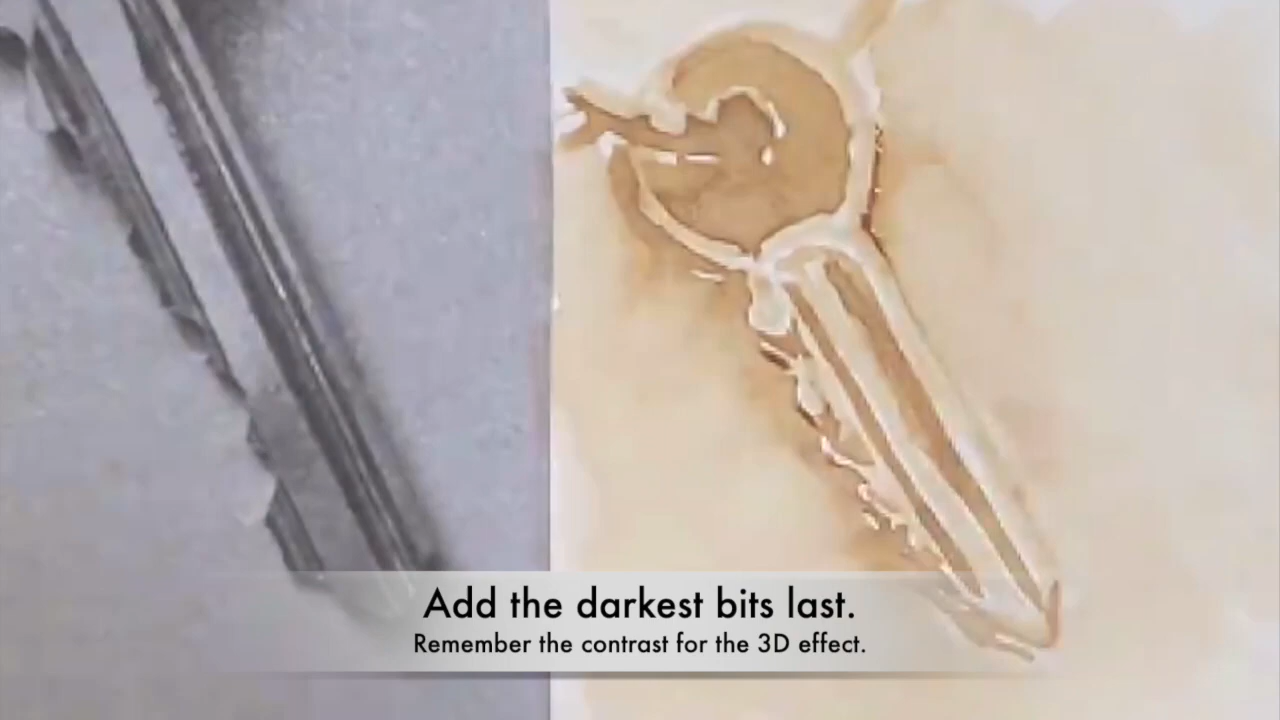 Add the darkest bits last.
Remember the contrast for the 3D effect.